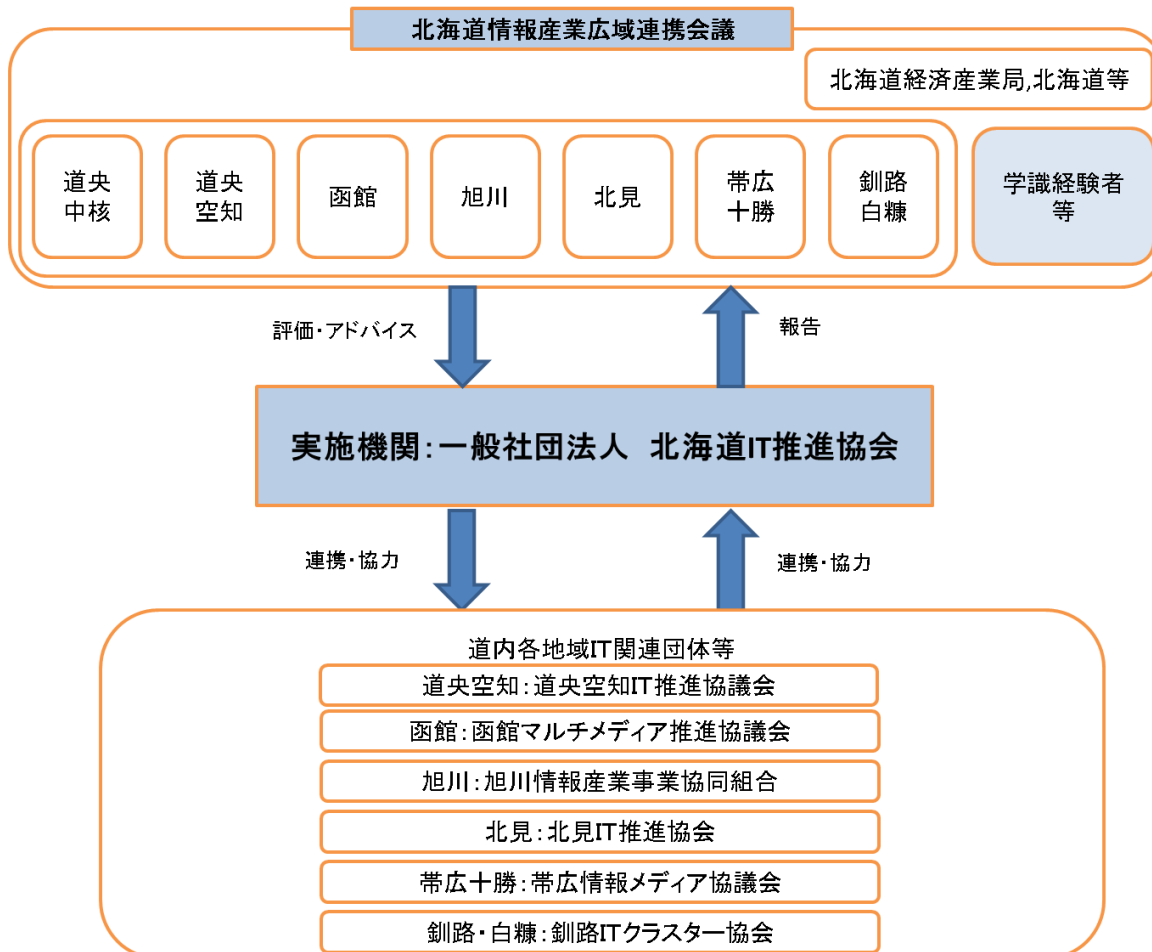 北海道情報産業広域連携会議
北海道経済産業局,北海道等
道央
中核
道央
空知
函館
旭川
北見
帯広
十勝
釧路
白糠
学識経験者
等
評価・アドバイス
報告
実施機関:一般社団法人 北海道IT推進協会
連携・協力
連携・協力
道内各地域IT関連団体等
道央空知:道央空知IT推進協議会
函館:函館マルチメディア推進協議会
旭川:旭川情報産業事業協同組合
北見:北見IT推進協会
帯広十勝:帯広情報メディア協議会
釧路・白糠:釧路ITクラスター協会